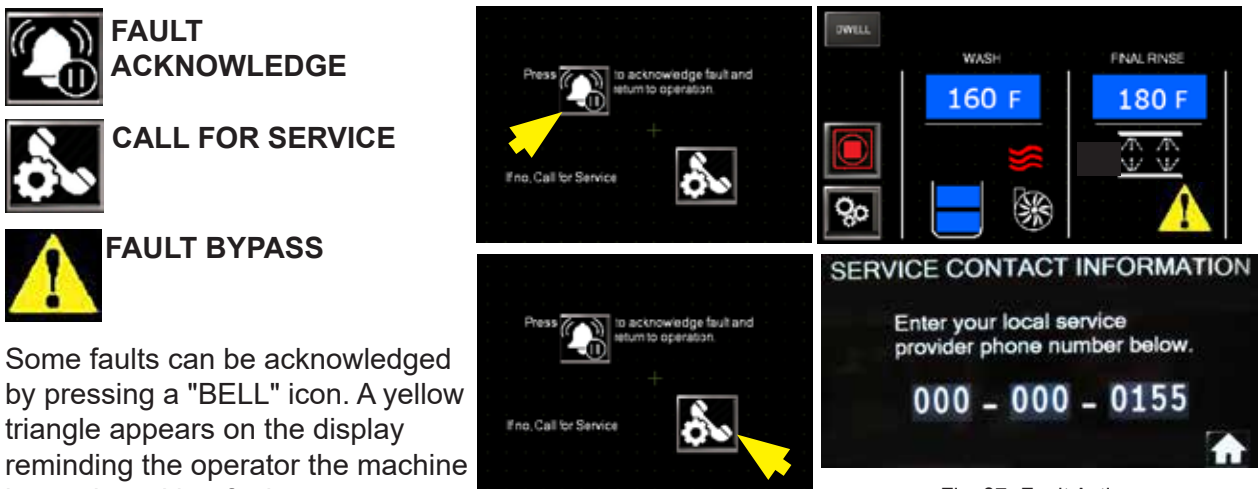 FAULT
ACKNOWLEDGE
CALL FOR SERVICE
FAULT BYPASS
Some faults can be acknowledged
by pressing a "BELL" icon. A yellow
triangle appears on the display
reminding the operator the machine
Press to acknowledge fault and
return to operation.
If no, Call for Service
DWELL
WASH
FINAL RINSE
160 F
180 F
Press to acknowledge fault and
return to operation.
If no, Call for Service
SERVICE CONTACT INFORMATION
Enter your local service
provider phone number below.
000 - 000 - 0155